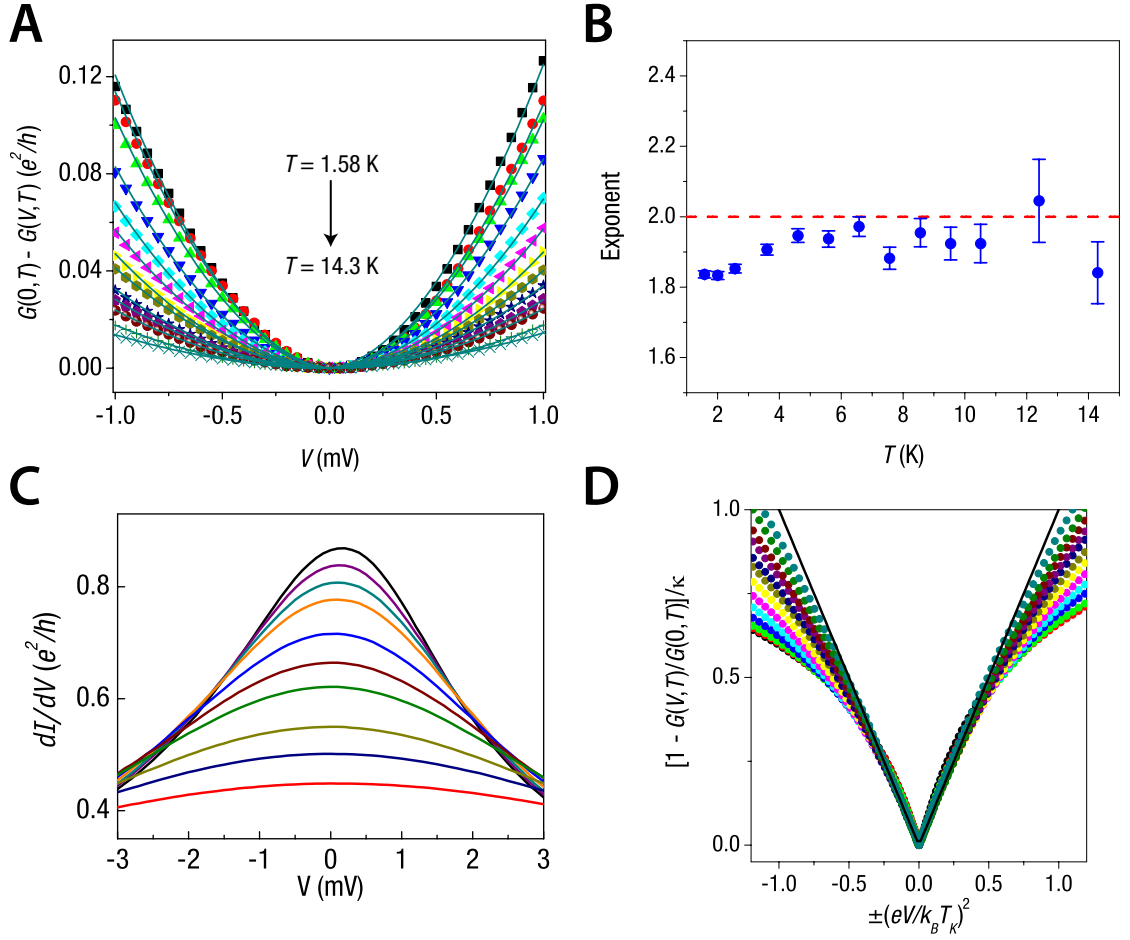 A
G(0,T) - G(V,T) (e²/h)
0.12
0.08
0.04
0.00
T = 1.58 K
T = 14.3 K
-1.0
-0.5
0.0
0.5
1.0
V (mV)
B
Exponent
2.4
2.2
2.0
1.8
1.6
2
4
6
8
10
12
14
T (K)
C
dI/dV (e²/h)
0.8
0.6
0.4
-3
-2
-1
0
1
2
3
V (mV)
D
[1 - G(V,T)/G(0,T)]/κ
1.0
0.5
0.0
-1.0
-0.5
0.0
0.5
1.0
±(eV/k_BT_K)²